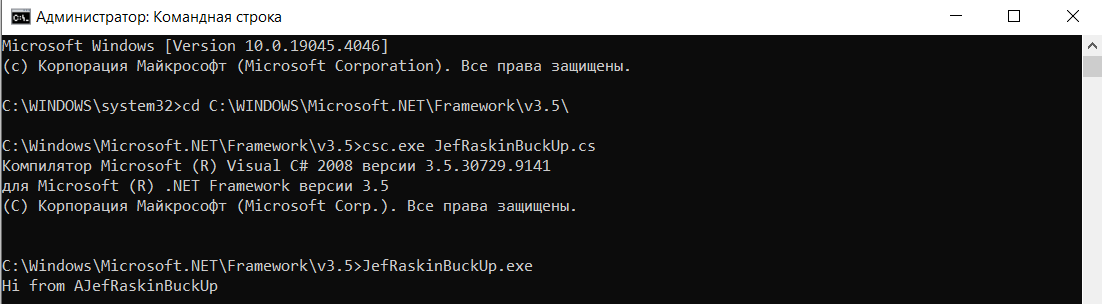 Администратор: Командная строка
Microsoft Windows [Version 10.0.19045.4046]
(c) Корпорация Майкрософт (Microsoft Corporation). Все права защищены.
C:\WINDOWS\system32>cd C:\WINDOWS\Microsoft.NET\Framework\v3.5\
C:\Windows\Microsoft.NET\Framework\v3.5>csc.exe JefRaskinBuckUp.cs
Компилятор Microsoft (R) Visual C# 2008 версии 3.5.30729.9141
для Microsoft (R) .NET Framework версии 3.5
(C) Корпорация Майкрософт (Microsoft Corp.). Все права защищены.
C:\Windows\Microsoft.NET\Framework\v3.5>JefRaskinBuckUp.exe
Hi from AJefRaskinBuckUp